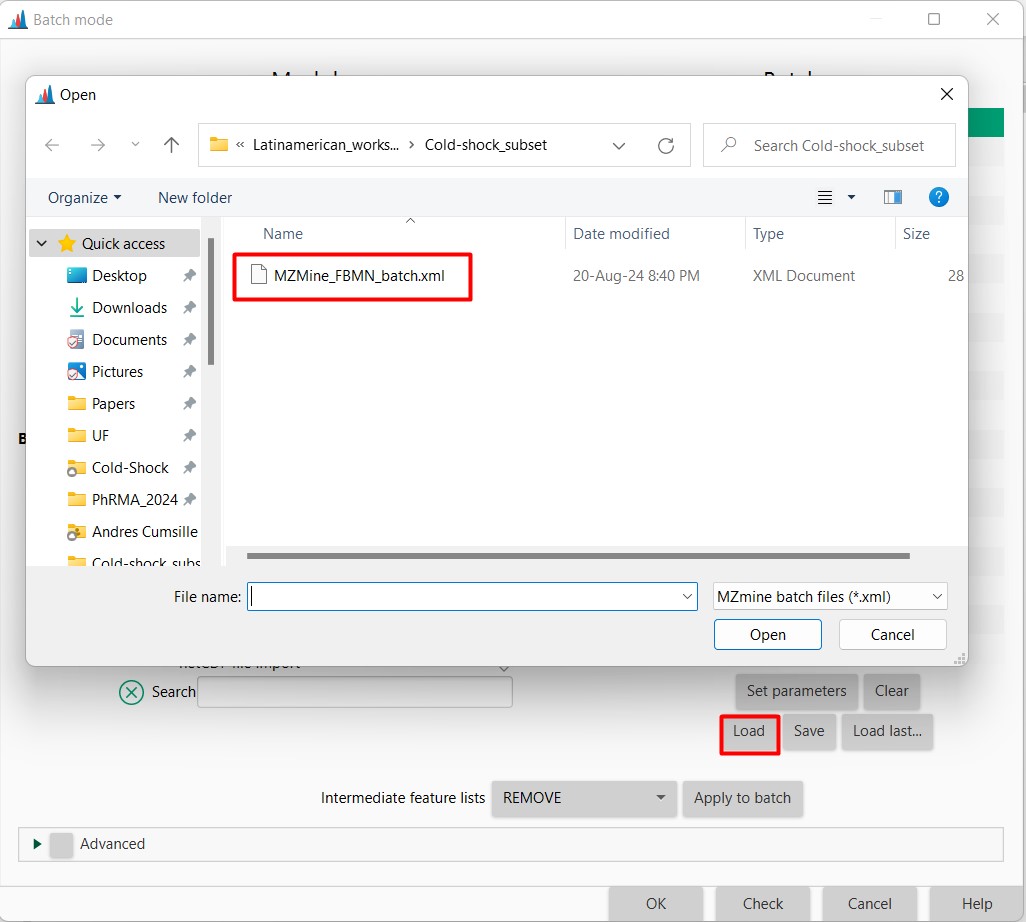 Batch mode
Open
« Latinamerican_works... › Cold-shock_subset
Search Cold-shock_subset
Organize
New folder
Name
Date modified
Type
Size
Quick access
MZMine_FBMN_batch.xml
20-Aug-24 8:40 PM
XML Document
28
Desktop
Downloads
Documents
Pictures
Papers
UF
Cold-Shock
PhRMA_2024
Andres Cumsille
Cold-shock_subs
File name:
MZmine batch files (*.xml)
Open
Cancel
Search
Set parameters
Clear
Load
Save
Load last...
Intermediate feature lists
REMOVE
Apply to batch
Advanced
OK
Check
Cancel
Help